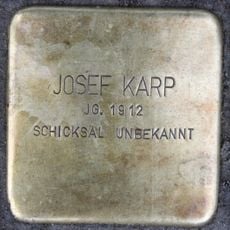 JOSEF KARP
JG. 1912
SCHICKSAL UNBEKANNT